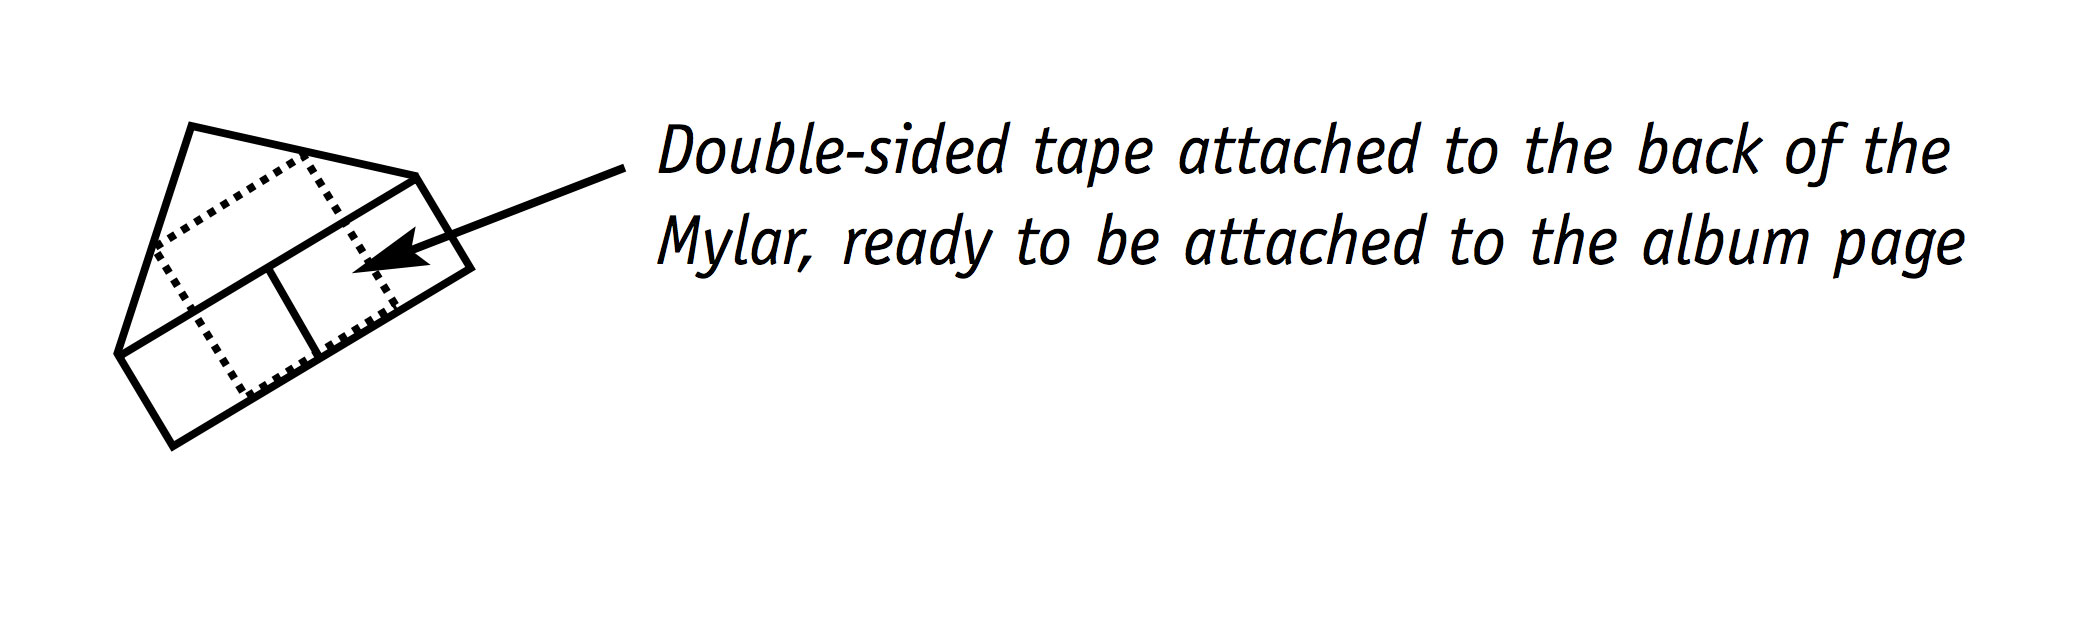 Double-sided tape attached to the back of the
Mylar, ready to be attached to the album page